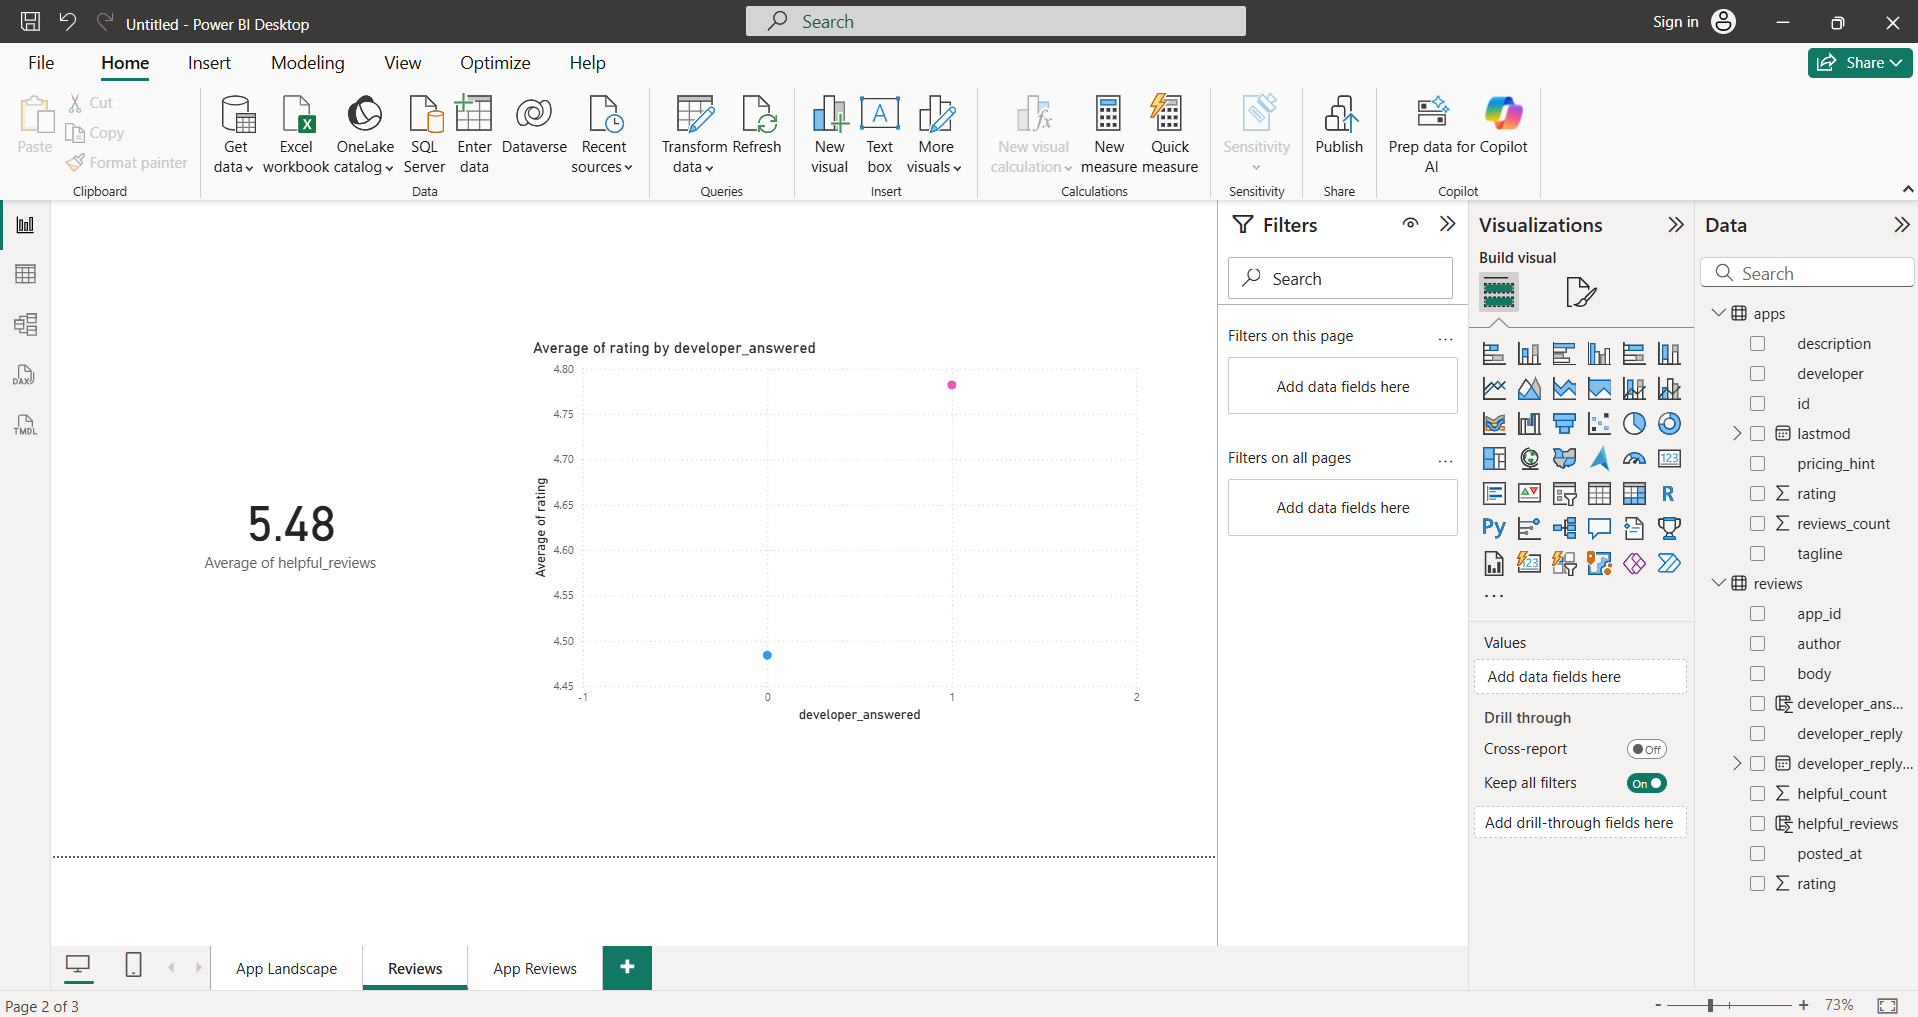 Untitled - Power BI Desktop
Search
Sign in
File
Home
Insert
Modeling
View
Optimize
Help
Share
Paste
Cut
Copy
Format painter
Clipboard
Get data
Excel workbook
OneLake catalog
SQL Server
Enter data
Dataverse
Recent sources
Data
Transform data
Refresh
Queries
New visual
Text box
More visuals
Insert
New visual calculation
New measure
Quick measure
Calculations
Sensitivity
Sensitivity
Publish
Share
Prep data for AI
Copilot
Copilot
DAX
TMDL
5.48
Average of helpful_reviews
Average of rating by developer_answered
4.80
4.75
4.70
4.65
4.60
4.55
4.50
4.45
Average of rating
-1
0
1
2
developer_answered
Filters
Search
Filters on this page
...
Add data fields here
Filters on all pages
...
Add data fields here
Visualizations
Build visual
123
R
Py
123
...
Values
Add data fields here
Drill through
Cross-report
Off
Keep all filters
On
Add drill-through fields here
Data
Search
apps
description
developer
id
lastmod
pricing_hint
rating
reviews_count
tagline
reviews
app_id
author
body
developer_ans...
developer_reply
developer_reply...
helpful_count
helpful_reviews
posted_at
rating
App Landscape
Reviews
App Reviews
+
Page 2 of 3
-
+
73%